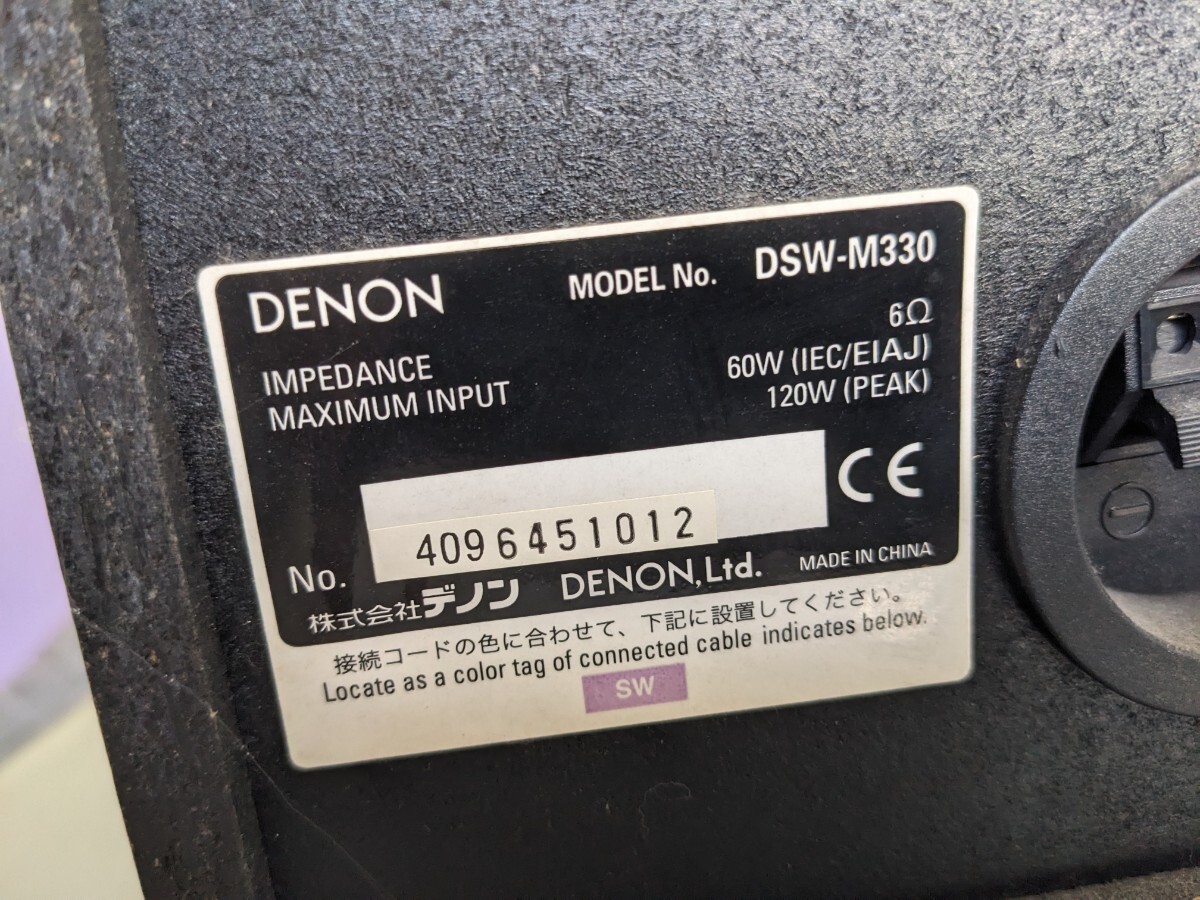 DENON MODEL No. DSW-M330
IMPEDANCE 6Ω
MAXIMUM INPUT 60W (IEC/EIAJ)
120W (PEAK)
CE
No. 4096451012
株式会社デノン DENON, Ltd. MADE IN CHINA
接続コードの色に合わせて、下記に設置してください。
Locate as a color tag of connected cable indicates below.
SW